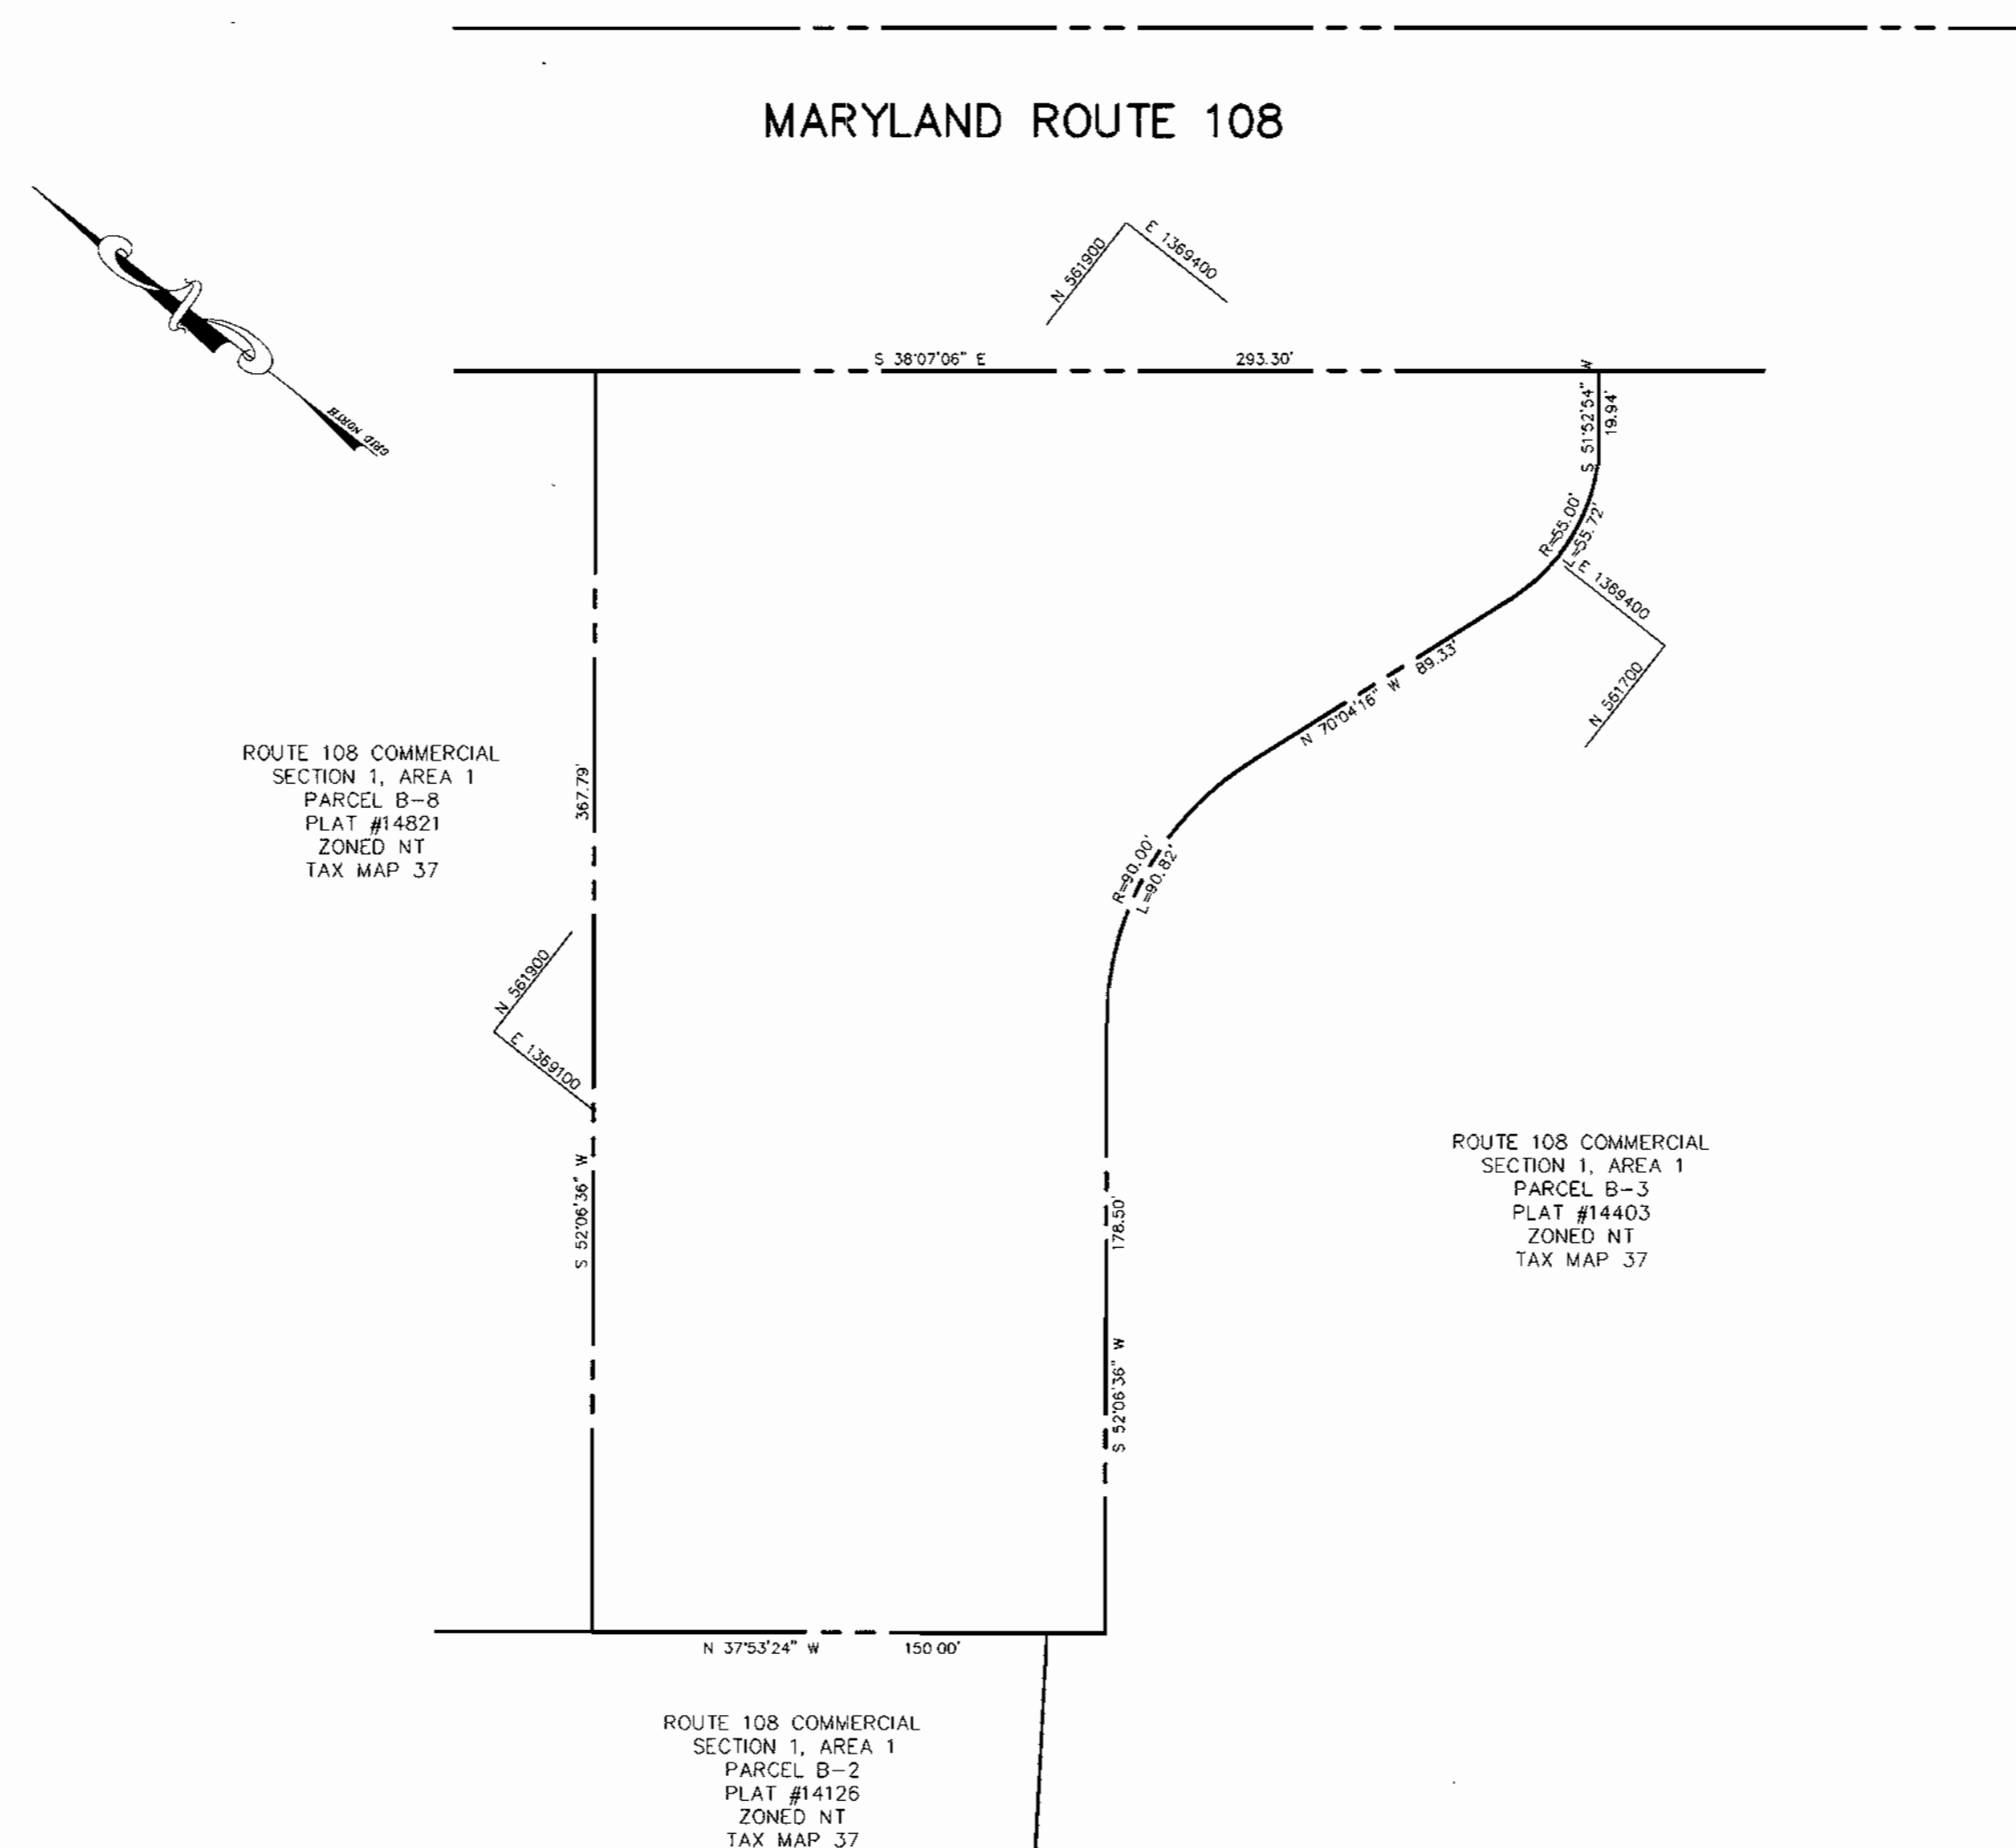 MARYLAND ROUTE 108
N 561900
E 1369400
GRID NORTH
S 38°07'06" E
293.30'
S 51°52'54" W
19.94'
R=55.00'
L=55.72'
E 1369400
N 561700
N 70°04'16" W 89.33'
367.79'
ROUTE 108 COMMERCIAL
SECTION 1, AREA 1
PARCEL B-8
PLAT #14821
ZONED NT
TAX MAP 37
R=90.00'
L=90.82'
N 561900
E 1369100
S 52°06'36" W
178.50'
S 52°06'36" W
ROUTE 108 COMMERCIAL
SECTION 1, AREA 1
PARCEL B-3
PLAT #14403
ZONED NT
TAX MAP 37
N 37°53'24" W
150.00'
ROUTE 108 COMMERCIAL
SECTION 1, AREA 1
PARCEL B-2
PLAT #14126
ZONED NT
TAX MAP 37